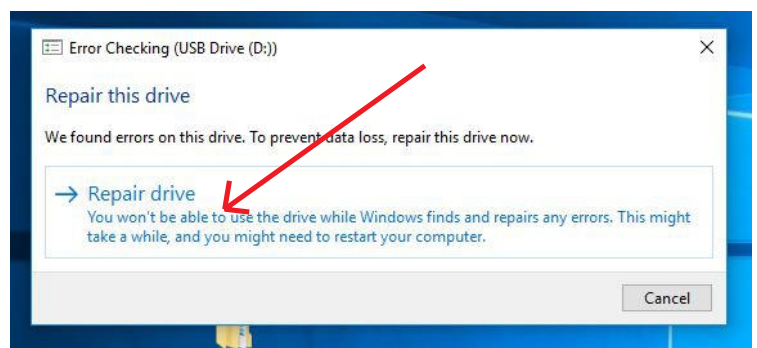 Error Checking (USB Drive (D:))
Repair this drive
We found errors on this drive. To prevent data loss, repair this drive now.
Repair drive
You won't be able to use the drive while Windows finds and repairs any errors. This might
take a while, and you might need to restart your computer.
Cancel